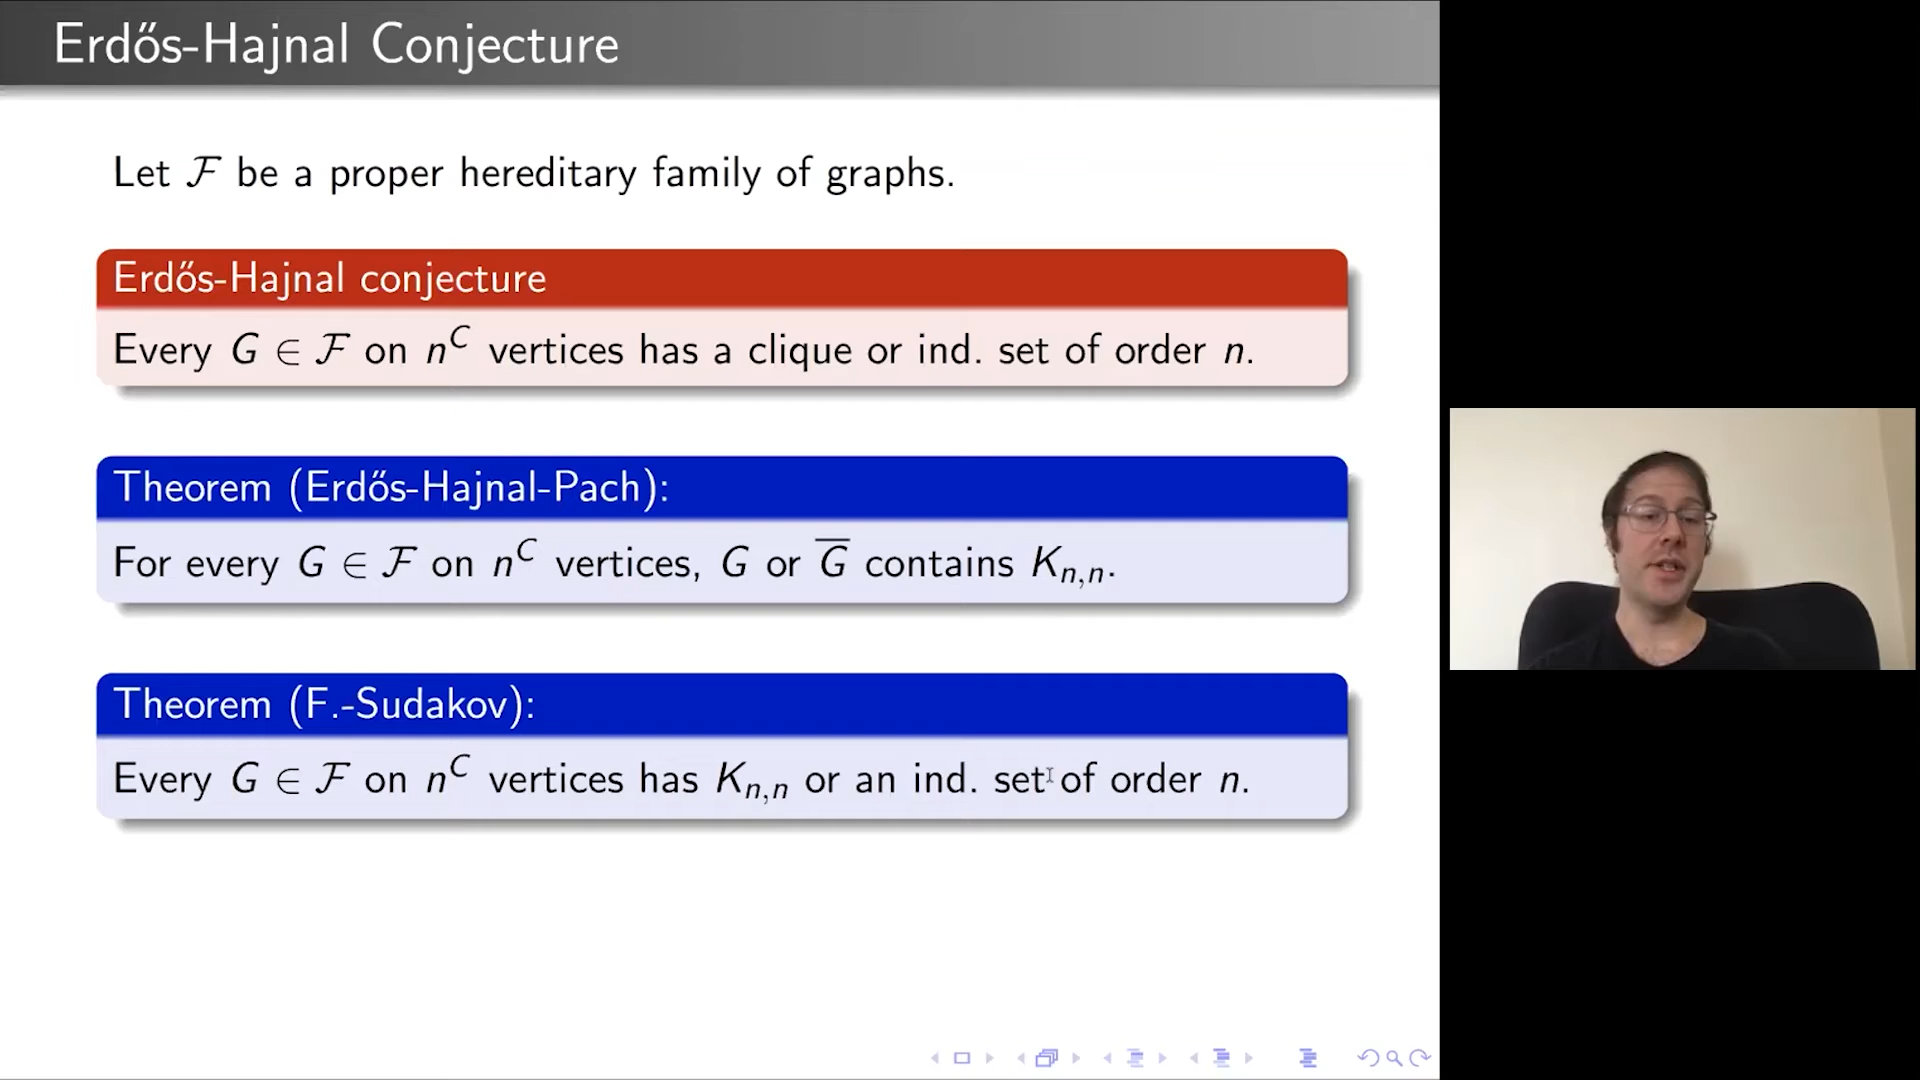 Erdős-Hajnal Conjecture
Let ℱ be a proper hereditary family of graphs.
Erdős-Hajnal conjecture
Every G ∈ ℱ on n^C vertices has a clique or ind. set of order n.
Theorem (Erdős-Hajnal-Pach):
For every G ∈ ℱ on n^C vertices, G or G̅ contains K_{n,n}.
Theorem (F.-Sudakov):
Every G ∈ ℱ on n^C vertices has K_{n,n} or an ind. set of order n.